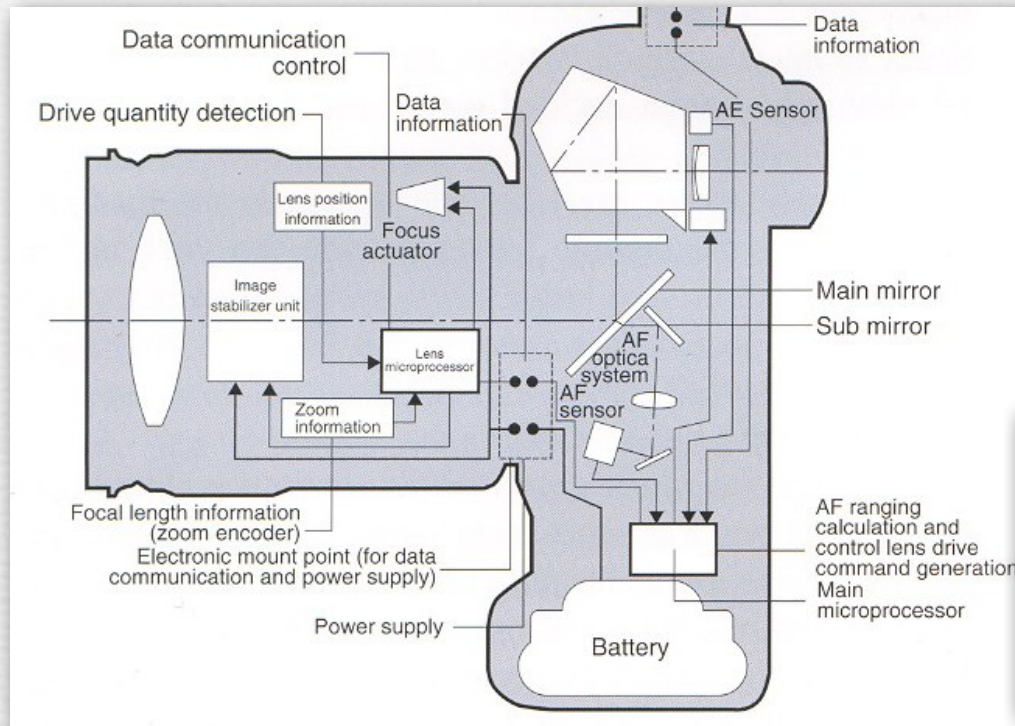 Data communication
control
Drive quantity detection
Data
information
Data
information
AE Sensor
Lens position
information
Focus
actuator
Image
stabilizer unit
Main mirror
Sub mirror
Lens
microprocessor
AF
optica
system
AF
sensor
Zoom
information
Focal length information
(zoom encoder)
Electronic mount point (for data
communication and power supply)
Power supply
Battery
AF ranging
calculation and
control lens drive
command generation
Main
microprocessor